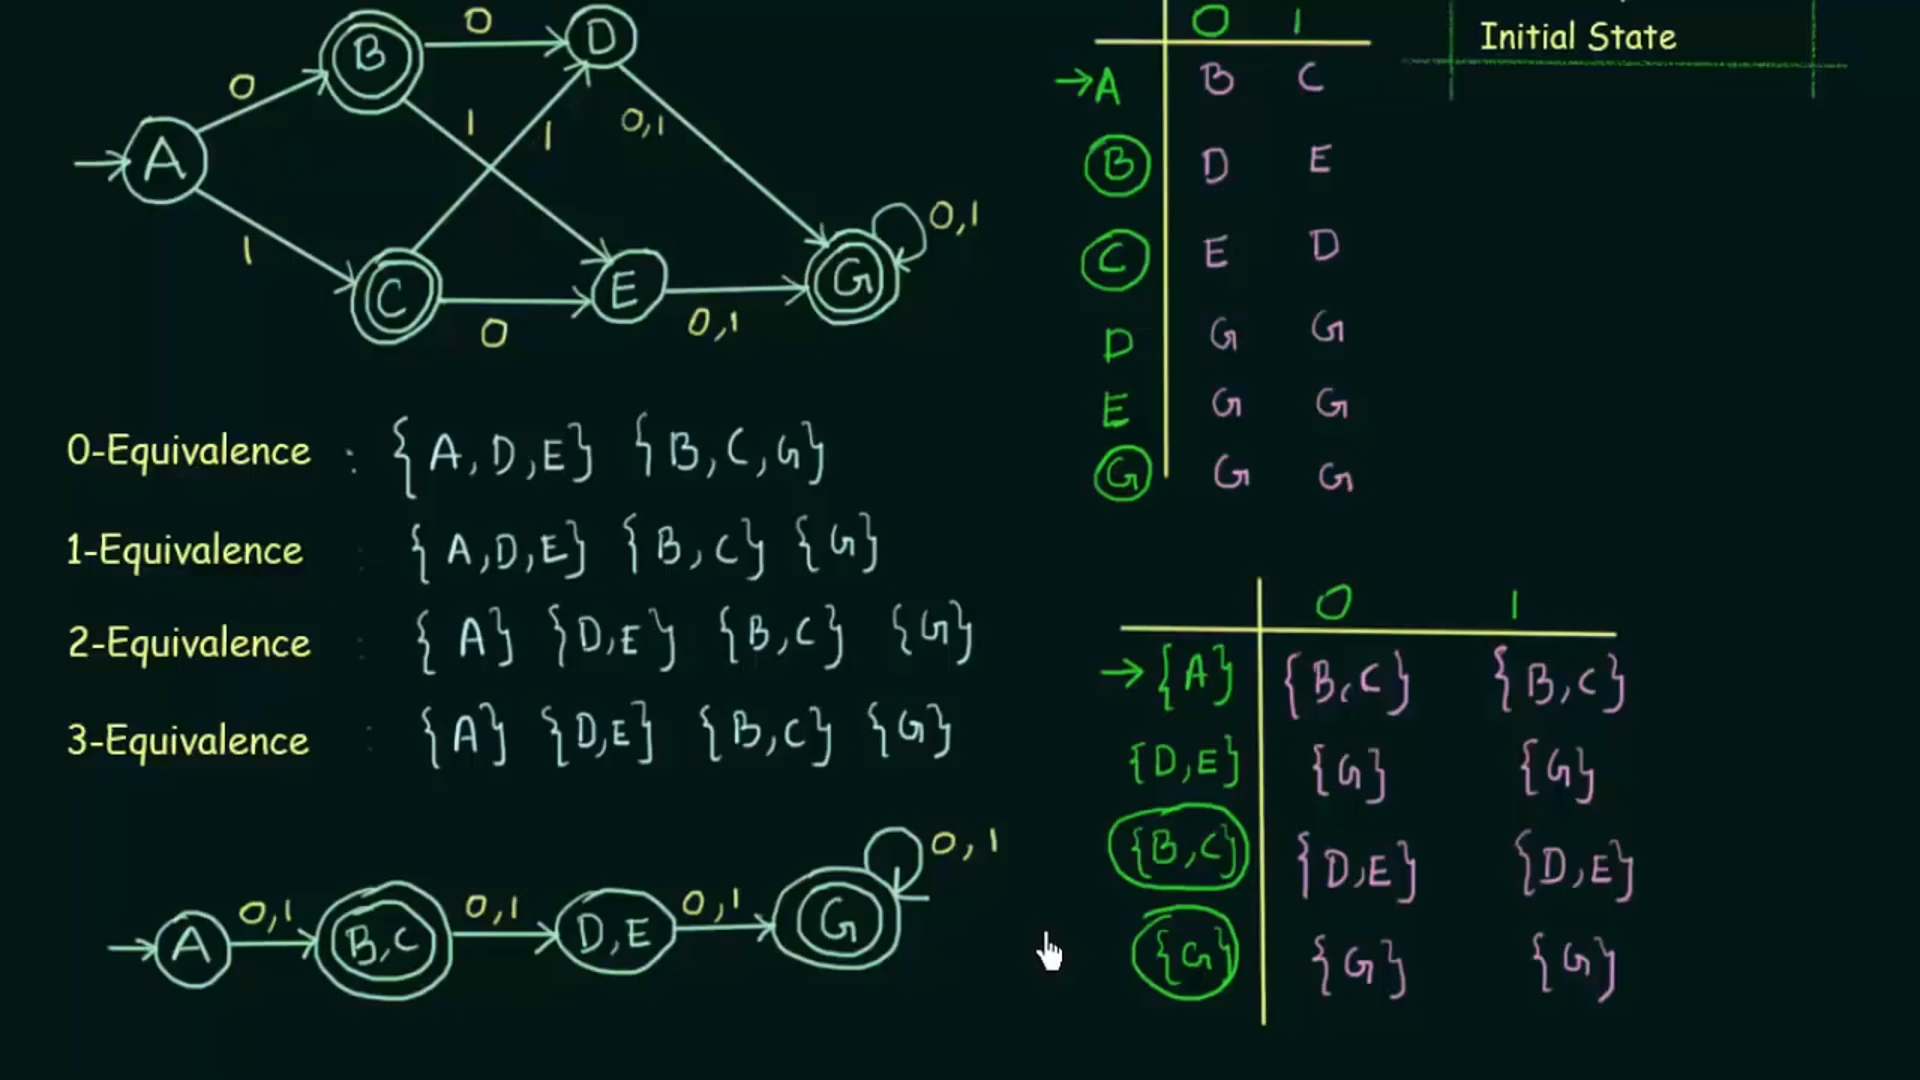 Initial State
0 1
→A B C
B D E
C E D
D G G
E G G
G G G
A
B
C
D
E
G
0
1
0
1
1
0
0,1
0,1
0,1
0-Equivalence : {A,D,E} {B,C,G}
1-Equivalence : {A,D,E} {B,C} {G}
2-Equivalence : {A} {D,E} {B,C} {G}
3-Equivalence : {A} {D,E} {B,C} {G}
0 1
→{A} {B,C} {B,C}
{D,E} {G} {G}
{B,C} {D,E} {D,E}
{G} {G} {G}
A 0,1 B,C 0,1 D,E 0,1 G 0,1